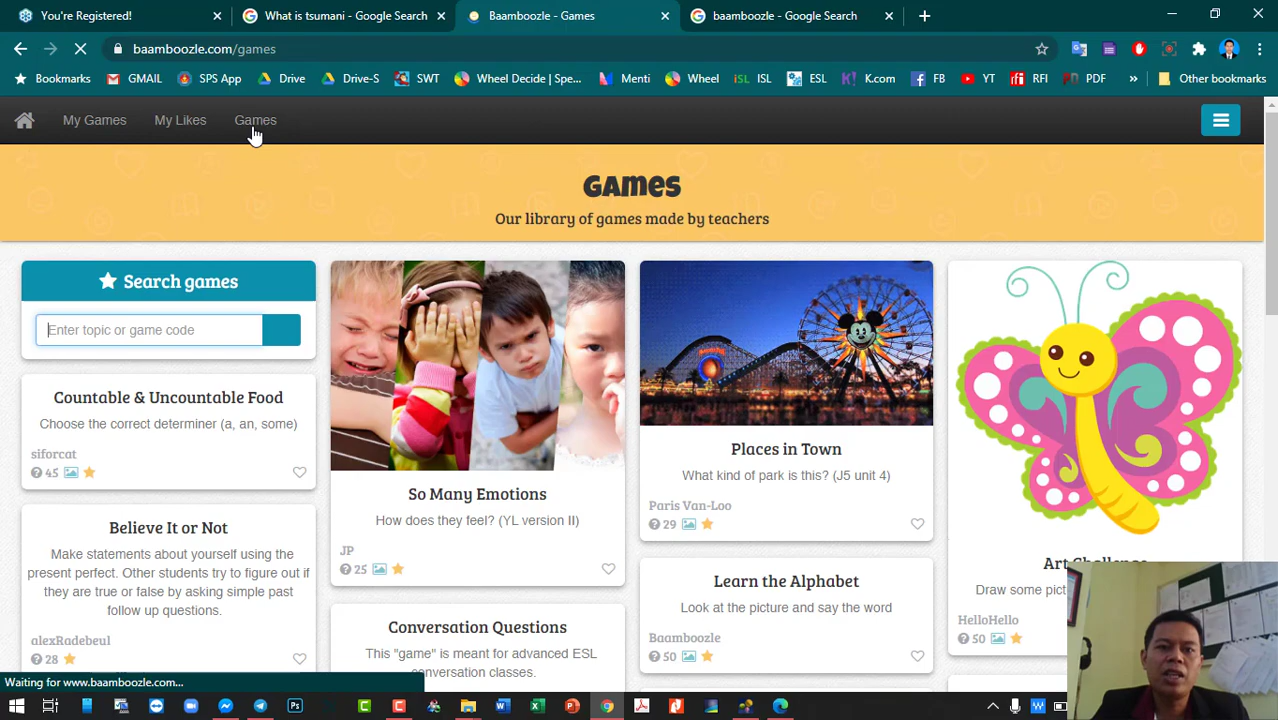 You're Registered!
What is tsumani - Google Search
Baamboozle - Games
baamboozle - Google Search
baamboozle.com/games
Bookmarks
GMAIL
SPS App
Drive
Drive-S
SWT
Wheel Decide | Spe...
Menti
Wheel
iSL ISL
ESL
K.com
FB
YT
rfi RFI
PDF
»
Other bookmarks
My Games
My Likes
Games
Games
Our library of games made by teachers
Search games
Enter topic or game code
Countable & Uncountable Food
Choose the correct determiner (a, an, some)
siforcat
45
Believe It or Not
Make statements about yourself using the
present perfect. Other students try to figure out if
they are true or false by asking simple past
follow up questions.
alexRadebeul
28
So Many Emotions
How does they feel? (YL version II)
JP
25
Conversation Questions
This "game" is meant for advanced ESL
conversation classes.
Places in Town
What kind of park is this? (J5 unit 4)
Paris Van-Loo
29
Learn the Alphabet
Look at the picture and say the word
Baamboozle
50
Art Challenge
Draw some pict
HelloHello
50
Waiting for www.baamboozle.com...